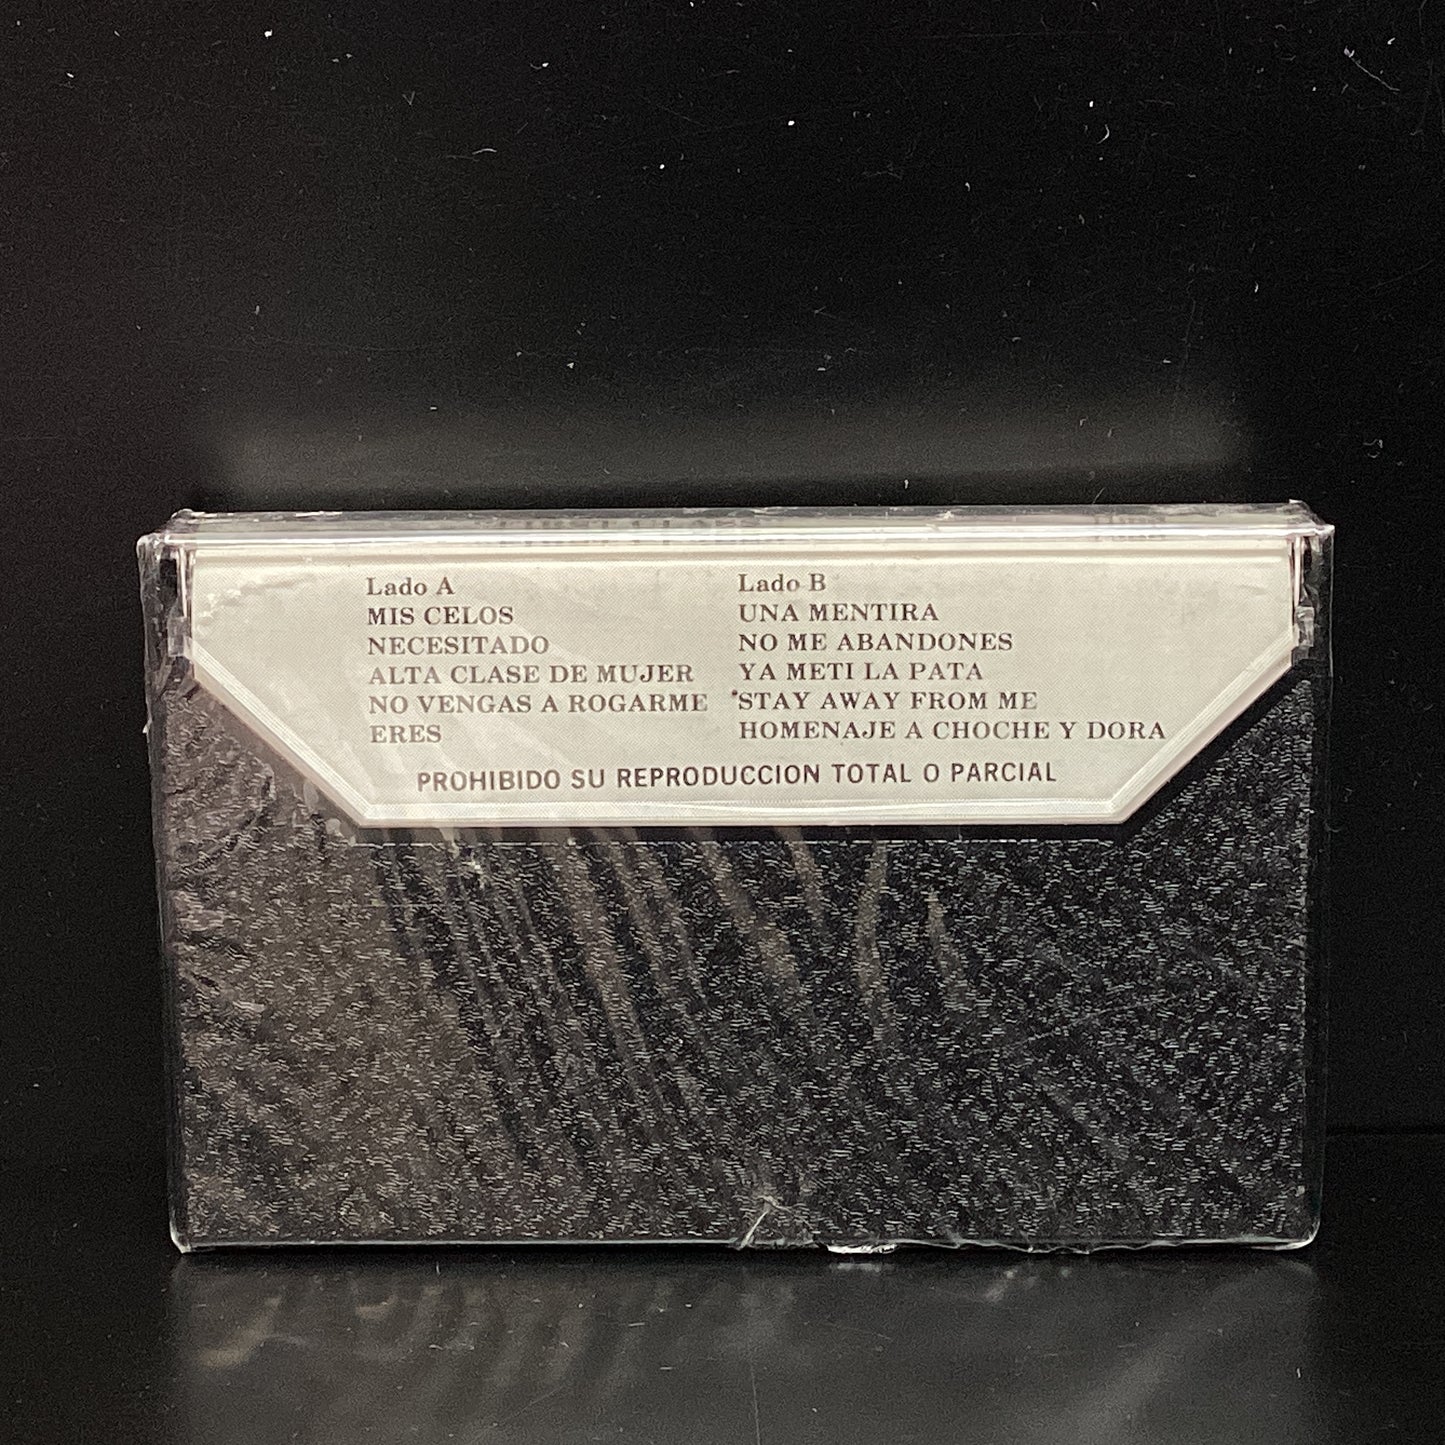 Lado A
MIS CELOS
NECESITADO
ALTA CLASE DE MUJER
NO VENGAS A ROGARME
ERES
Lado B
UNA MENTIRA
NO ME ABANDONES
YA METI LA PATA
*STAY AWAY FROM ME
HOMENAJE A CHOCHE Y DORA
PROHIBIDO SU REPRODUCCION TOTAL O PARCIAL